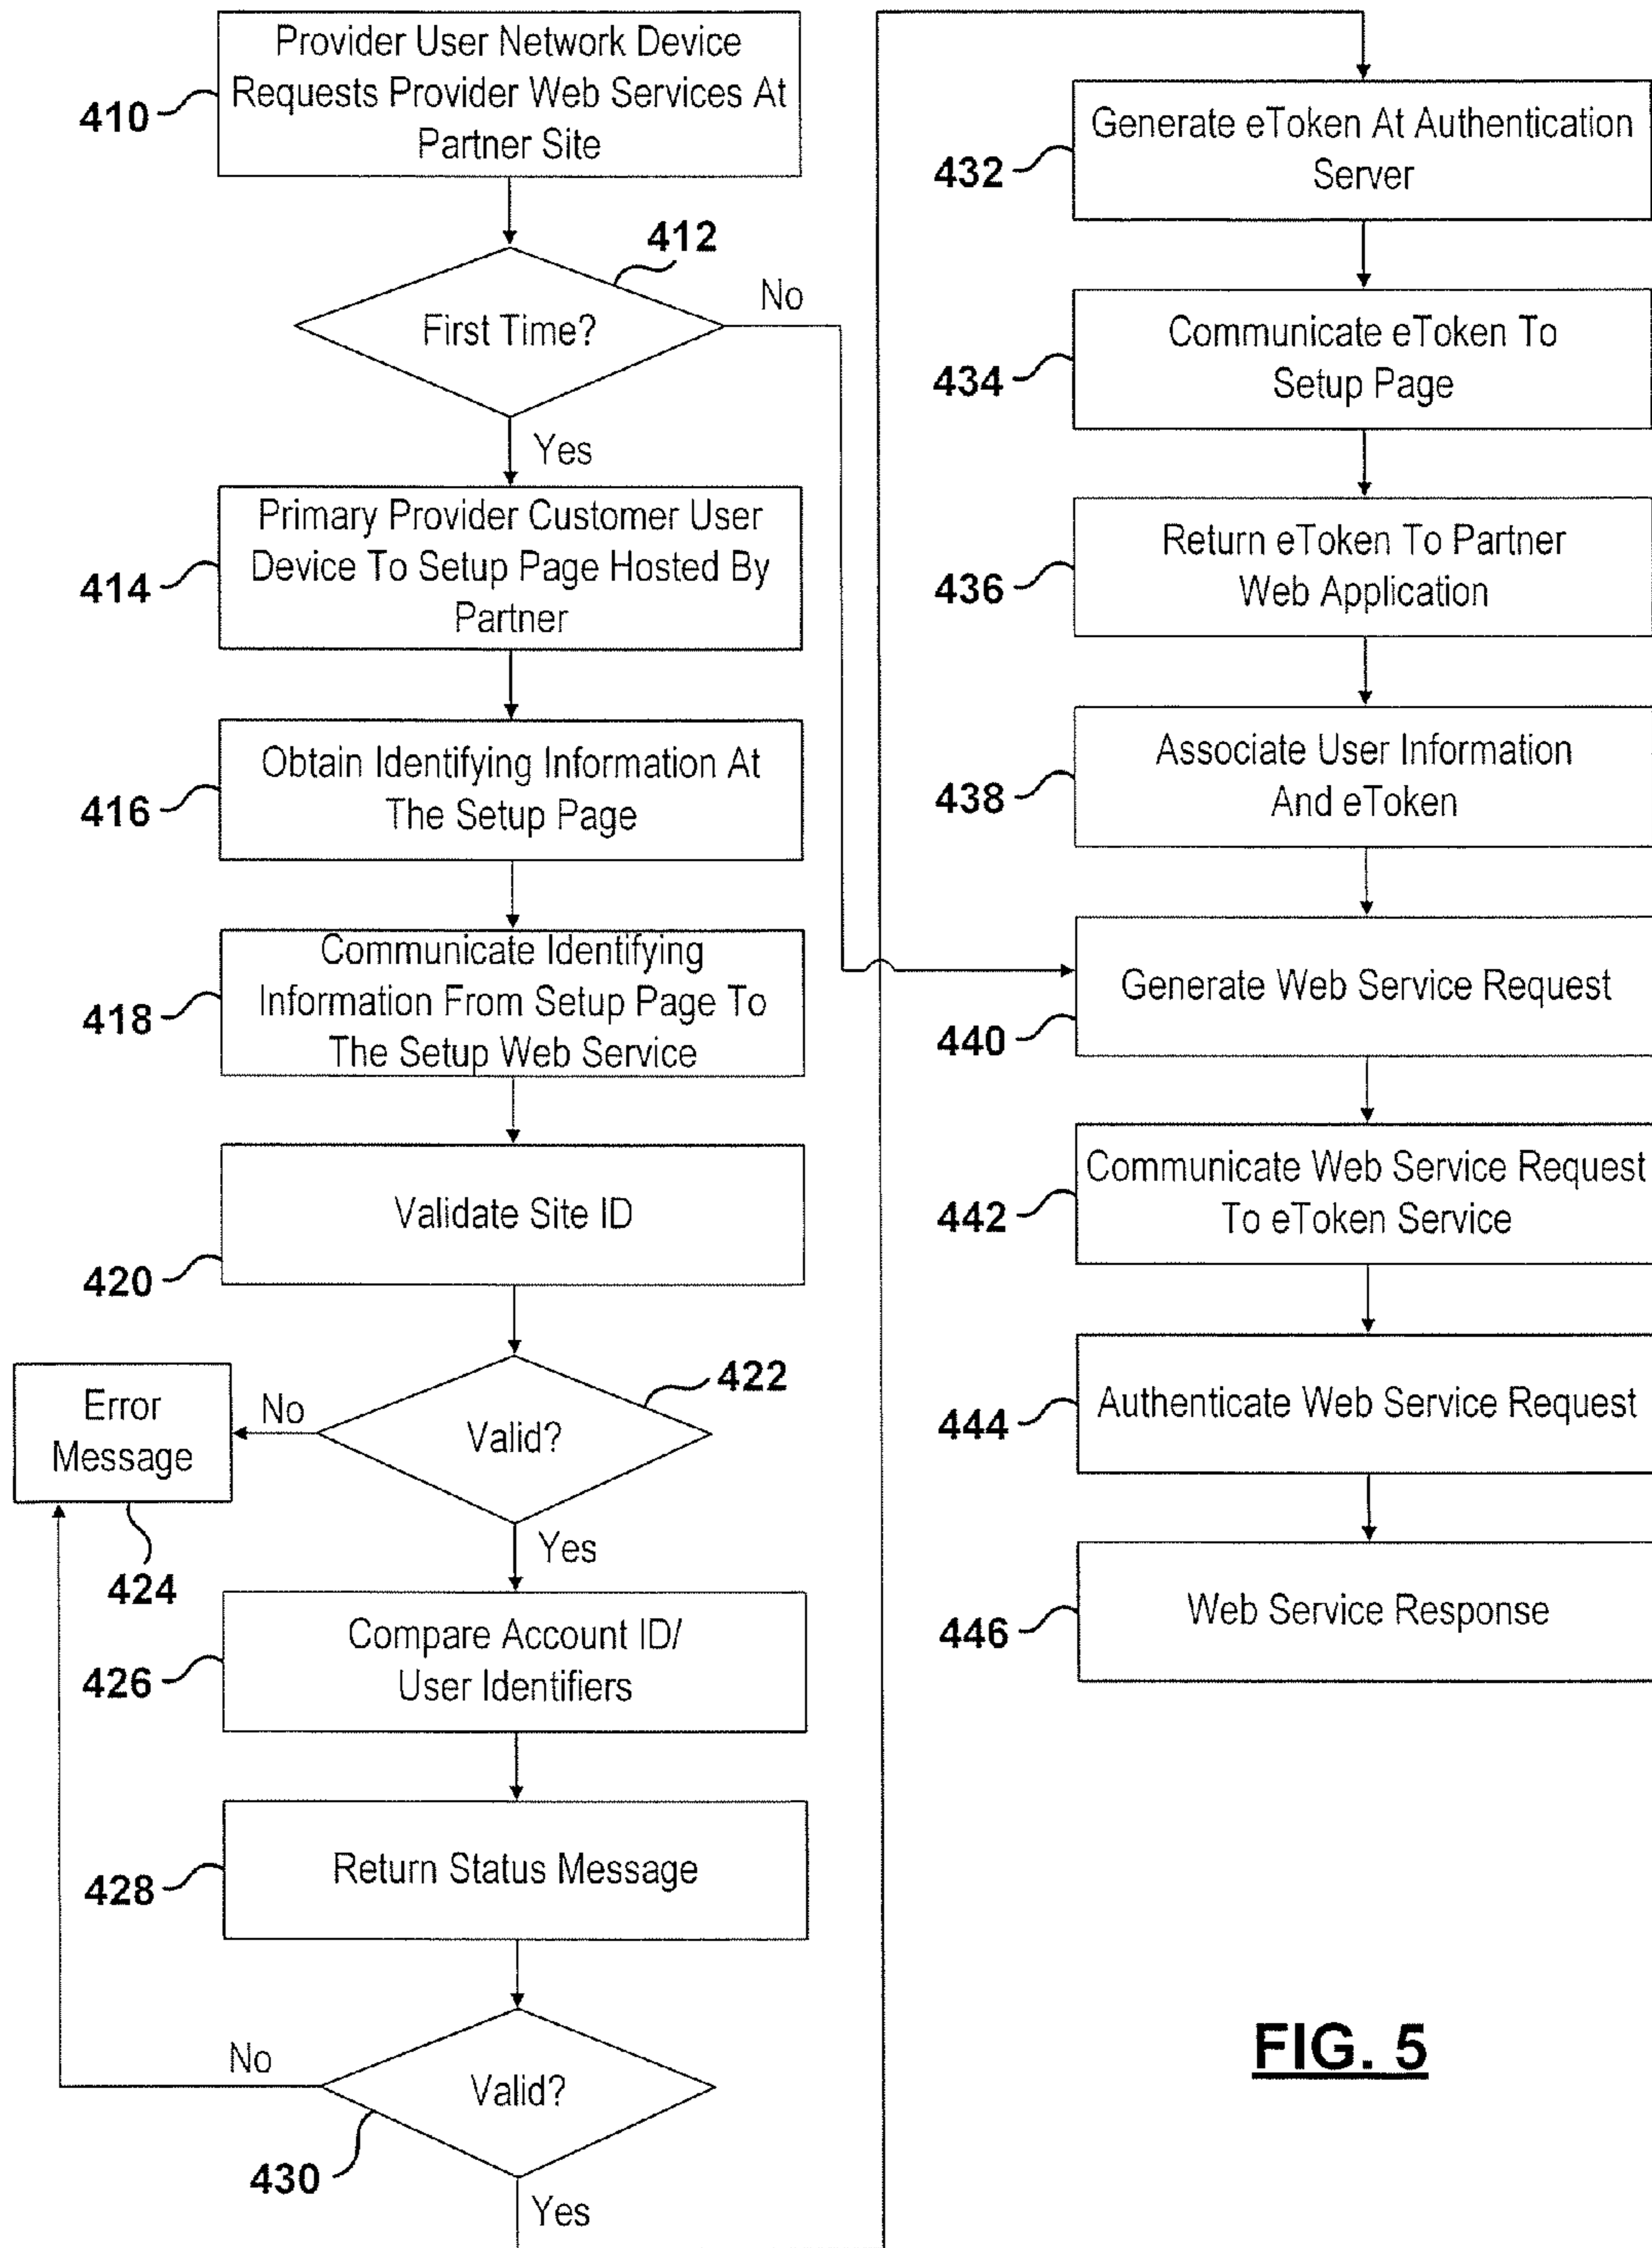 Provider User Network Device
Requests Provider Web Services At
Partner Site
410
412
First Time?
No
Yes
Primary Provider Customer User
Device To Setup Page Hosted By
Partner
414
Obtain Identifying Information At
The Setup Page
416
Communicate Identifying
Information From Setup Page To
The Setup Web Service
418
Validate Site ID
420
422
Valid?
No
Error
Message
424
Yes
Compare Account ID/
User Identifiers
426
Return Status Message
428
No
Valid?
430
Yes
Generate eToken At Authentication
Server
432
Communicate eToken To
Setup Page
434
Return eToken To Partner
Web Application
436
Associate User Information
And eToken
438
Generate Web Service Request
440
Communicate Web Service Request
To eToken Service
442
Authenticate Web Service Request
444
Web Service Response
446
FIG. 5